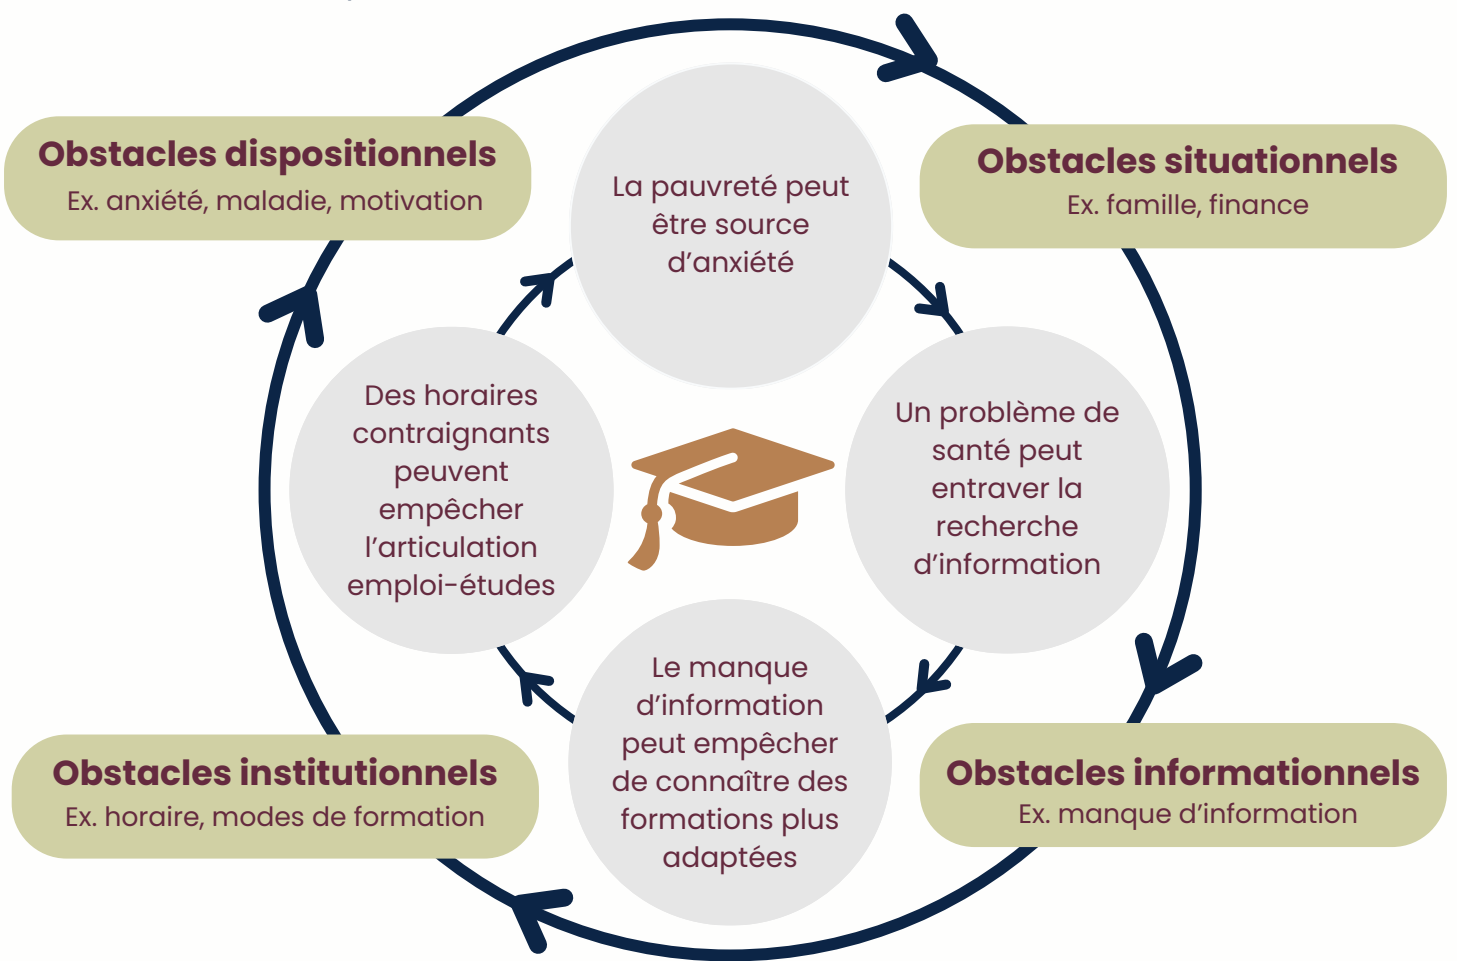 Obstacles dispositionnels
Ex. anxiété, maladie, motivation
Obstacles situationnels
Ex. famille, finance
La pauvreté peut
être source
d’anxiété
Des horaires
contraignants
peuvent
empêcher
l’articulation
emploi-études
Un problème de
santé peut
entraver la
recherche
d’information
Le manque
d’information
peut empêcher
de connaître des
formations plus
adaptées
Obstacles institutionnels
Ex. horaire, modes de formation
Obstacles informationnels
Ex. manque d’information